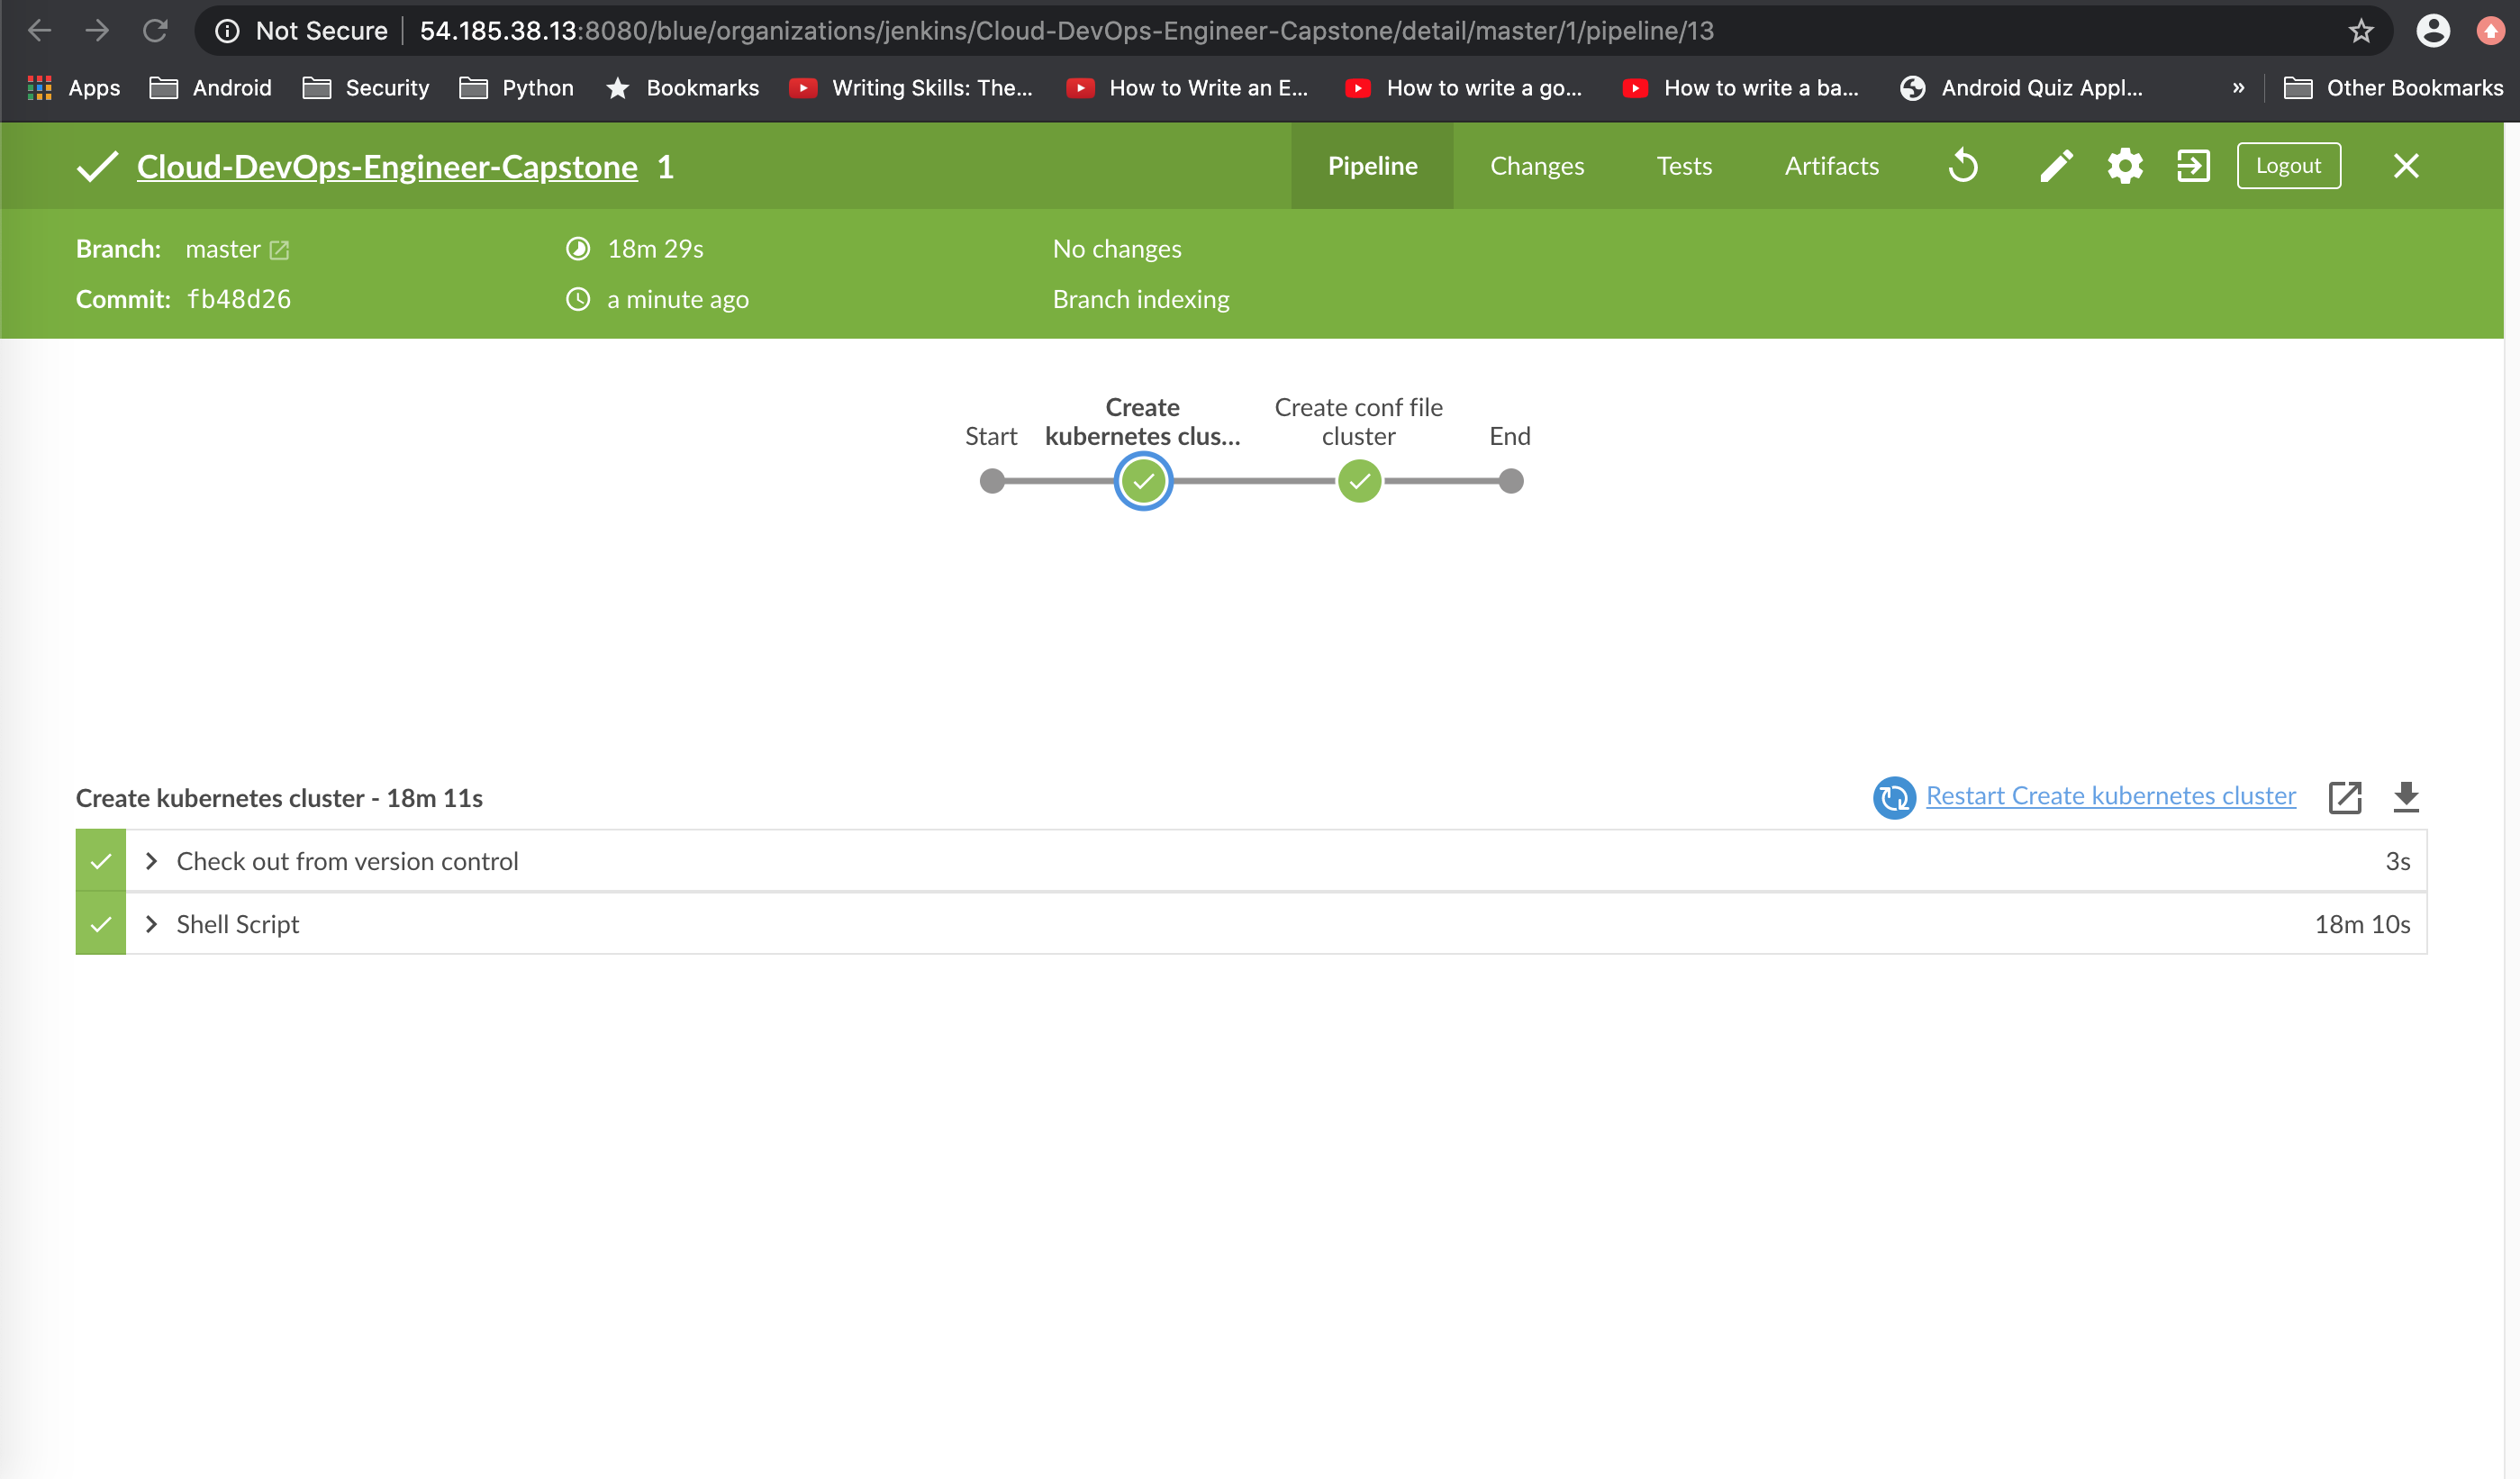 Not Secure 54.185.38.13:8080/blue/organizations/jenkins/Cloud-DevOps-Engineer-Capstone/detail/master/1/pipeline/13
Apps Android Security Python Bookmarks Writing Skills: The... How to Write an E... How to write a go... How to write a ba... Android Quiz Appl... » Other Bookmarks
Cloud-DevOps-Engineer-Capstone 1 Pipeline Changes Tests Artifacts Logout
Branch: master 18m 29s No changes
Commit: fb48d26 a minute ago Branch indexing
Start
Create
kubernetes clus...
Create conf file
cluster
End
Create kubernetes cluster - 18m 11s Restart Create kubernetes cluster
Check out from version control 3s
Shell Script 18m 10s